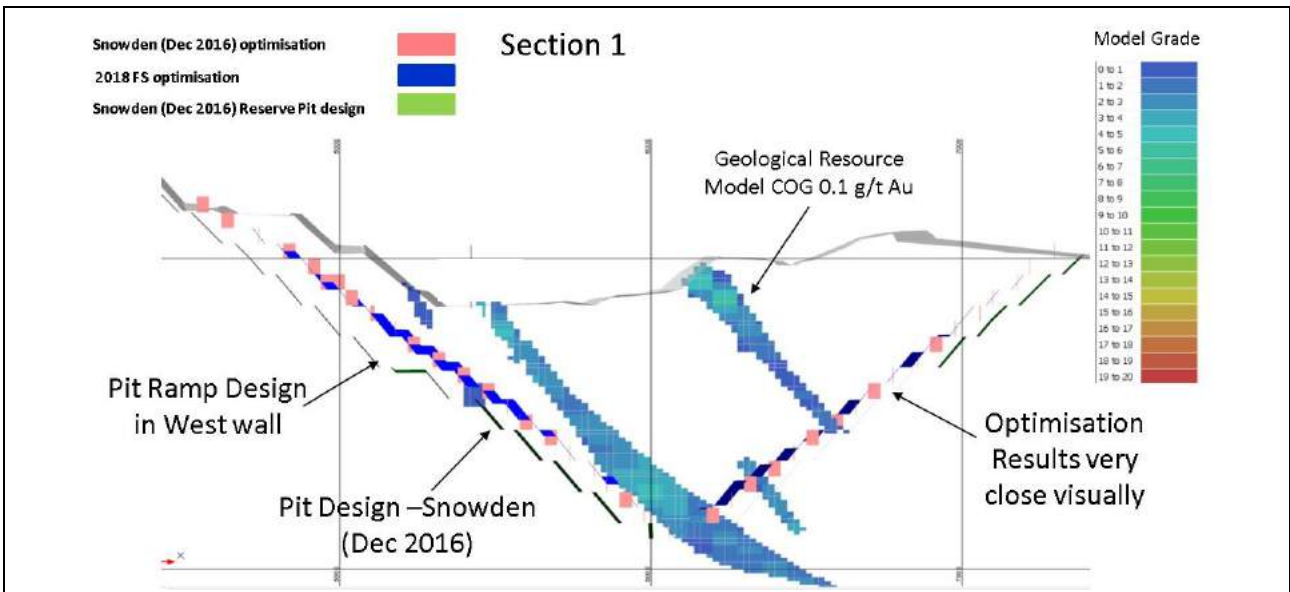 Snowden (Dec 2016) optimisation
2018 FS optimisation
Snowden (Dec 2016) Reserve Pit design
Section 1
Model Grade
0 to 1
1 to 2
2 to 3
3 to 4
4 to 5
5 to 6
6 to 7
7 to 8
8 to 9
9 to 10
10 to 11
11 to 12
12 to 13
13 to 14
14 to 15
15 to 16
16 to 17
17 to 18
18 to 19
19 to 20
Geological Resource
Model COG 0.1 g/t Au
Pit Ramp Design
in West wall
Pit Design –Snowden
(Dec 2016)
Optimisation
Results very
close visually
X